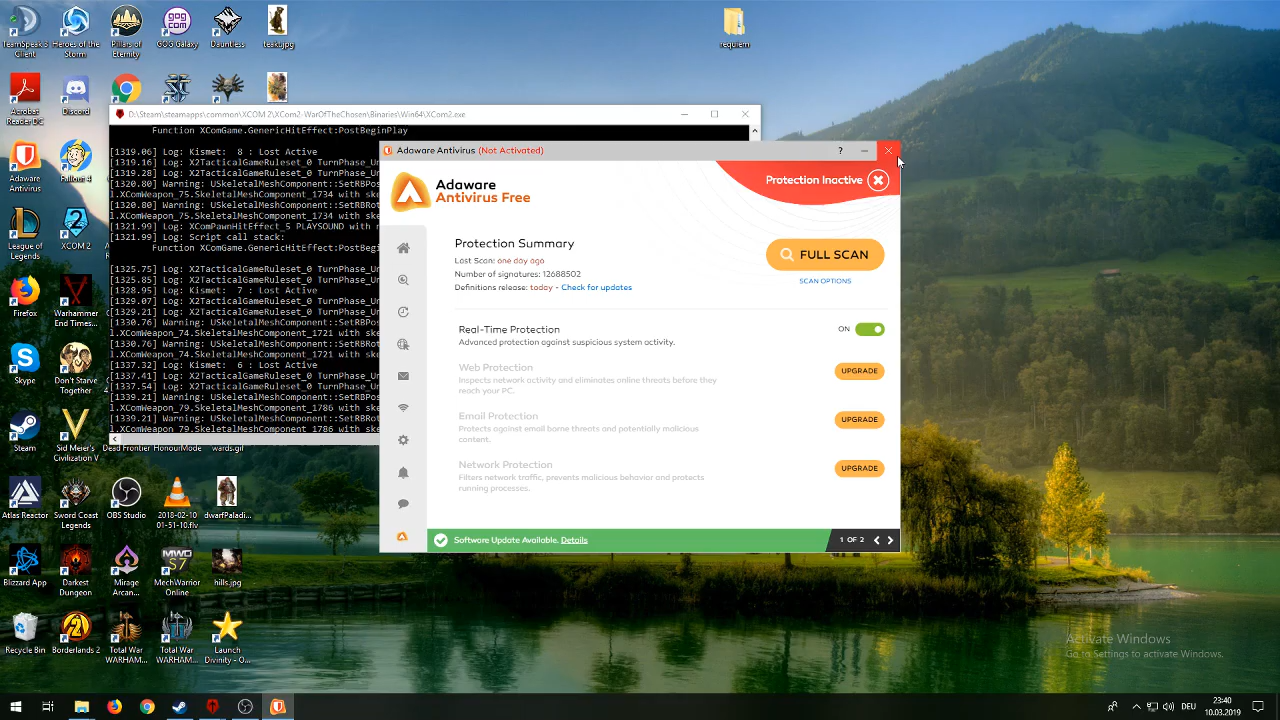 TeamSpeak 3
Client
Heroes of the
Storm
Pillars of
Eternity
GOG Galaxy
Dauntless
leak.jpg
requiem
Acrobat
Reader DC
Discord
Adaware
Antivirus
Fallout 4
League of
Legends
XCOM 2
Firefox
Warhammer
End Times...
Skype
Don't Starve
Together
Steam
Sid Meier's
Civilization V
Dead Frontier
HonourMode
wards.gif
Atlas Reactor
Sword Coast
Legends
OBS Studio
2018-02-10
01-51-10.flv
dwarfPaladi...
Blizzard App
Darkest
Dungeon
Mirage
Arcan...
MechWarrior
Online
hills.jpg
Recycle Bin
Borderlands 2
Total War
WARHAM...
Total War
WARHAM...
Launch
Divinity - O...
D:\Steam\steamapps\common\XCOM 2\XCom2-WarOfTheChosen\Binaries\Win64\XCom2.exe
Function XComGame.GenericHitEffect:PostBeginPlay
[1319.06] Log: Kismet: 8 : Lost Active
[1319.16] Log: X2TacticalGameRuleset_0 TurnPhase_Un
[1319.28] Log: X2TacticalGameRuleset_0 TurnPhase_Un
[1320.80] Warning: USkeletalMeshComponent::SetRBPos
l.XComWeapon_34.SkeletalMeshComponent_1734 with ske
[1320.80] Warning: USkeletalMeshComponent::SetRBRot
l.XComWeapon_75.SkeletalMeshComponent_1734 with ske
[1321.99] Log: XComPawnHitEffect_5 PLAYSOUND with e
[1321.99] Log: Script call stack:
Function XComGame.GenericHitEffect:PostBegi
[1325.75] Log: X2TacticalGameRuleset_0 TurnPhase_Un
[1328.95] Log: Kismet: 7 : Lost Active
[1329.07] Log: X2TacticalGameRuleset_0 TurnPhase_Un
[1329.21] Log: X2TacticalGameRuleset_0 TurnPhase_Un
[1330.76] Warning: USkeletalMeshComponent::SetRBPos
l.XComWeapon_74.SkeletalMeshComponent_1721 with ske
[1330.76] Warning: USkeletalMeshComponent::SetRBRot
l.XComWeapon_74.SkeletalMeshComponent_1721 with ske
[1337.32] Log: Kismet: 6 : Lost Active
[1337.41] Log: X2TacticalGameRuleset_0 TurnPhase_Un
[1337.54] Log: X2TacticalGameRuleset_0 TurnPhase_Un
[1339.21] Warning: USkeletalMeshComponent::SetRBPos
l.XComWeapon_79.SkeletalMeshComponent_1786 with ske
[1339.21] Warning: USkeletalMeshComponent::SetRBRot
l.XComWeapon_79.SkeletalMeshComponent_1786 with ske
Adaware Antivirus (Not Activated)
?
Adaware
Antivirus Free
Protection Inactive
Protection Summary
Last Scan: one day ago
Number of signatures: 12688502
Definitions release: today - Check for updates
FULL SCAN
SCAN OPTIONS
Real-Time Protection
Advanced protection against suspicious system activity.
ON
Web Protection
Inspects network activity and eliminates online threats before they
reach your PC.
UPGRADE
Email Protection
Protects against email borne threats and potentially malicious
content.
UPGRADE
Network Protection
Filters network traffic, prevents malicious behavior and protects
running processes.
UPGRADE
Software Update Available. Details
1 OF 2
Activate Windows
Go to Settings to activate Windows.
DEU
23:40
10.03.2019